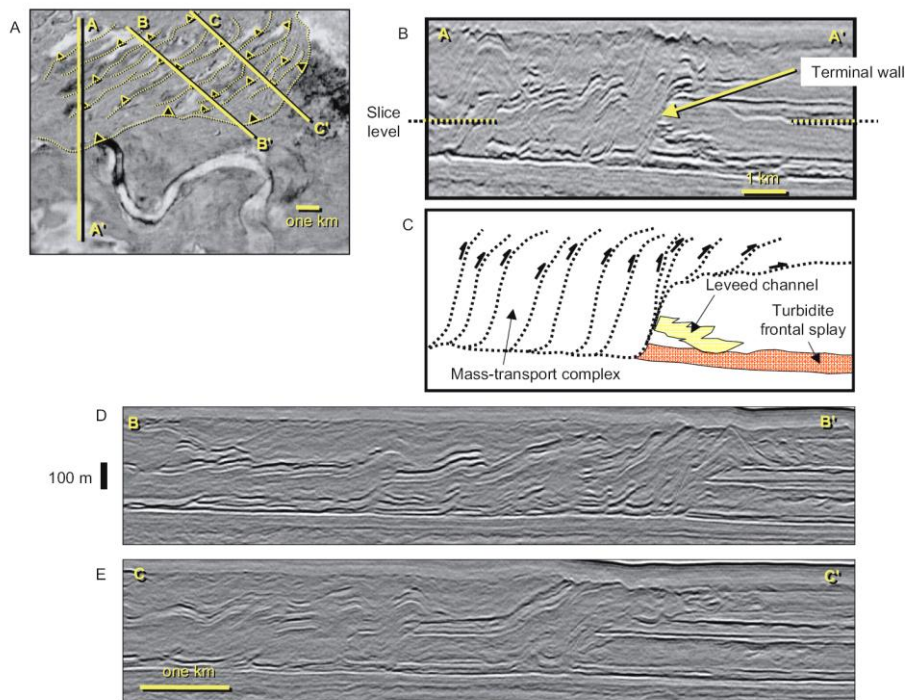 A
A
B
C
B'
C'
A'
one km
B
A
A'
Terminal wall
Slice
level
1 km
C
Leveed channel
Turbidite
frontal splay
Mass-transport complex
D
B
B'
100 m
E
C
C'
one km